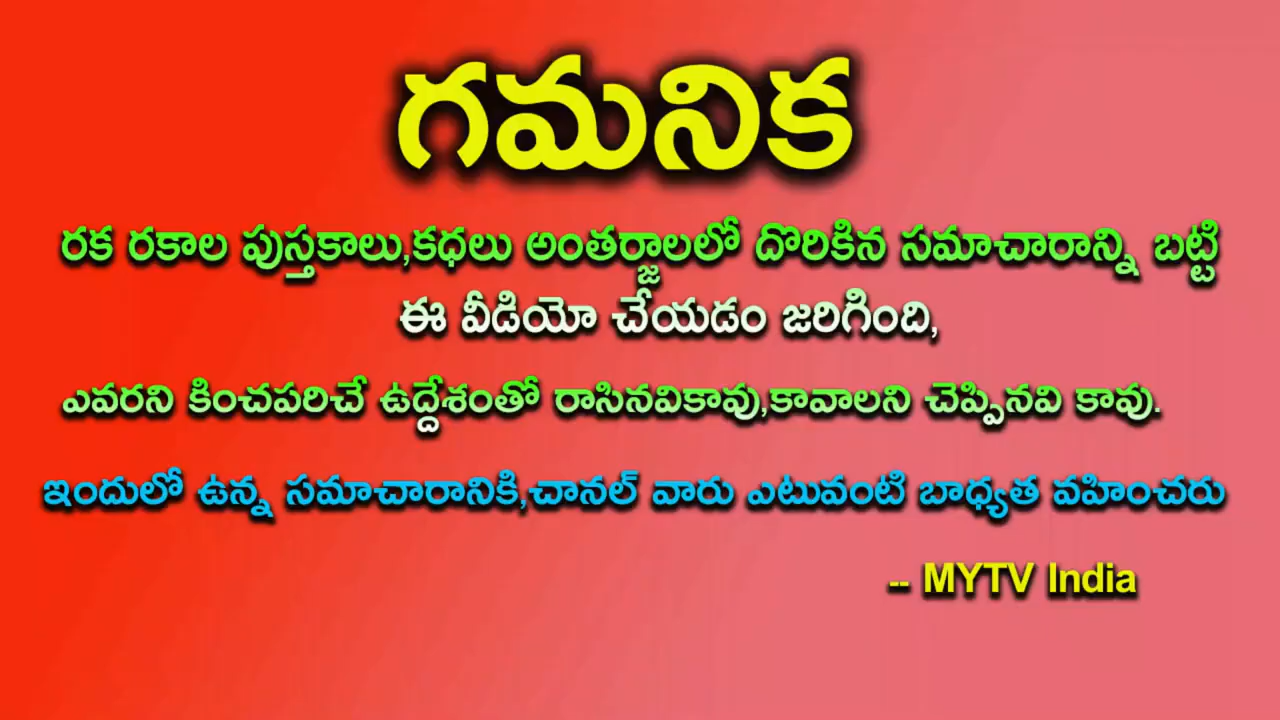 గమనిక
రక రకాల పుస్తకాలు,కధలు అంతర్జాలలో దొరికిన సమాచారాన్ని బట్టి
ఈ వీడియో చేయడం జరిగింది,
ఎవరని కించపరిచే ఉద్దేశంతో రాసినవికావు,కావాలని చెప్పినవి కావు.
ఇందులో ఉన్న సమాచారానికి,చానల్ వారు ఎటువంటి బాధ్యత వహించరు
-- MYTV India